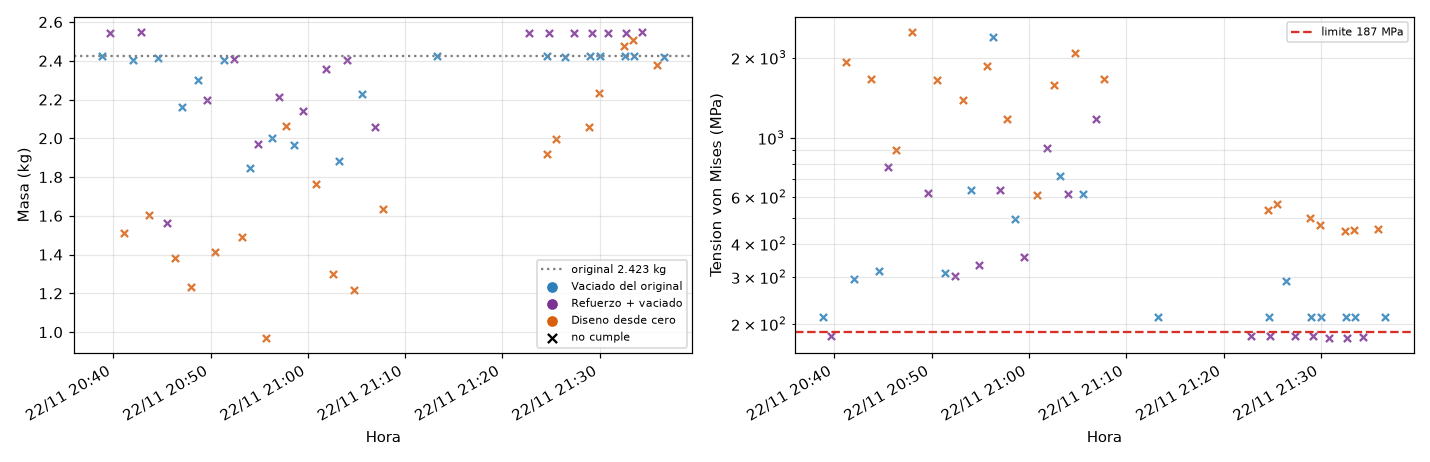 2.6
2.4
2.2
2.0
1.8
1.6
1.4
1.2
1.0
Masa (kg)
original 2.423 kg
Vaciado del original
Refuerzo + vaciado
Diseno desde cero
no cumple
22/11 20:40
22/11 20:50
22/11 21:00
22/11 21:10
22/11 21:20
22/11 21:30
Hora
limite 187 MPa
2 × 10³
10³
6 × 10²
4 × 10²
3 × 10²
2 × 10²
Tension von Mises (MPa)
22/11 20:40
22/11 20:50
22/11 21:00
22/11 21:10
22/11 21:20
22/11 21:30
Hora